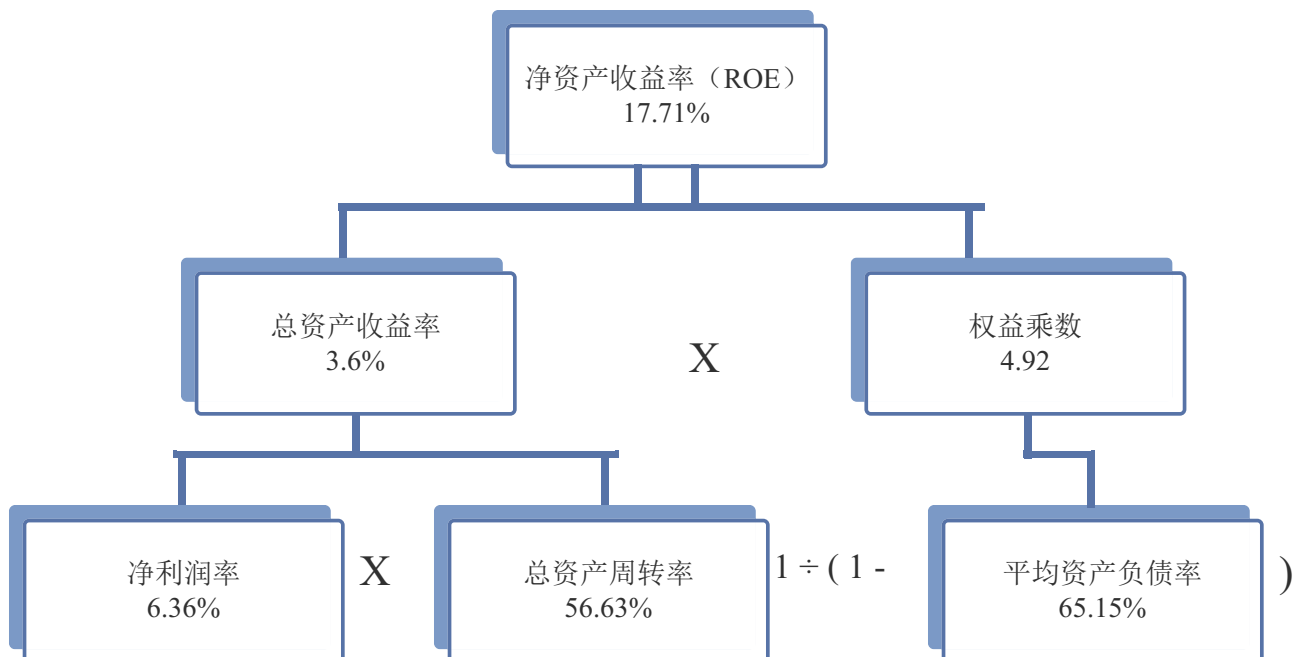 净资产收益率（ROE）
17.71%
总资产收益率
3.6%
X
权益乘数
4.92
净利润率
6.36%
X
总资产周转率
56.63%
1 ÷ ( 1 -
平均资产负债率
65.15%
)